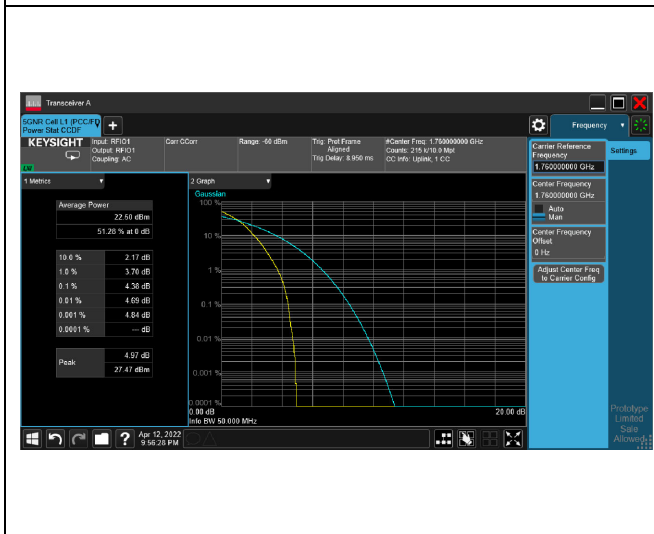 Transceiver A
5GNR Cell L1 (PCC/FD
Power Stat CCDF
Frequency
KEYSIGHT
Input: RFIO1
Output: RFIO1
Coupling: AC
Corr CCorr
Range: -60 dBm
Trig: Pref Frame
Aligned
Trig Delay: 8.950 ms
#Center Freq: 1.760000000 GHz
Counts: 215 k/10.0 Mpt
CC Info: Uplink, 1 CC
1 Metrics
Average Power
22.50 dBm
51.28 % at 0 dB
10.0 % 2.17 dB
1.0 % 3.70 dB
0.1 % 4.38 dB
0.01 % 4.69 dB
0.001 % 4.84 dB
0.0001 % --- dB
Peak
4.97 dB
27.47 dBm
2 Graph
Gaussian
100 %
10 %
1 %
0.1 %
0.01 %
0.001 %
0.0001 %
0.00 dB 20.00 dB
Info BW 50.000 MHz
Carrier Reference
Frequency
1.760000000 GHz
Center Frequency
1.760000000 GHz
Auto
Man
Center Frequency
Offset
0 Hz
Adjust Center Freq
to Carrier Config
Settings
Prototype
Limited
Sale
Allowed
Apr 12, 2022
9:56:28 PM